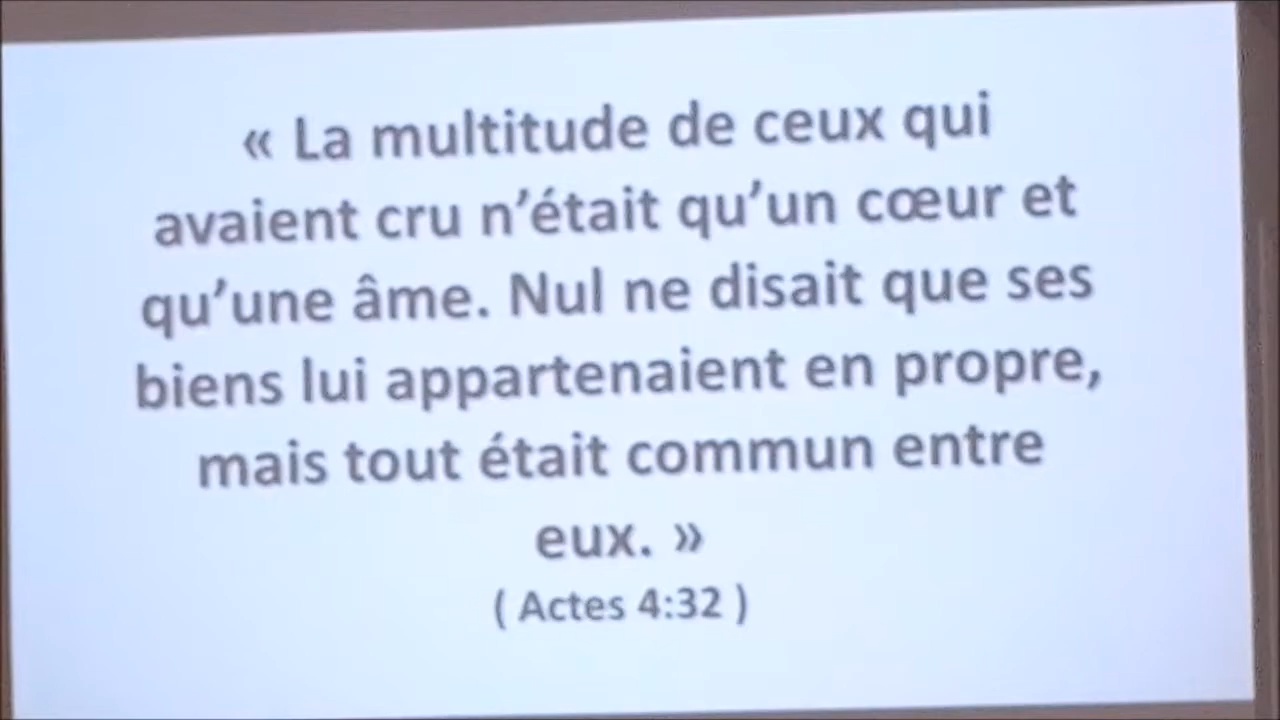 « La multitude de ceux qui
avaient cru n’était qu’un cœur et
qu’une âme. Nul ne disait que ses
biens lui appartenaient en propre,
mais tout était commun entre
eux. »
( Actes 4:32 )